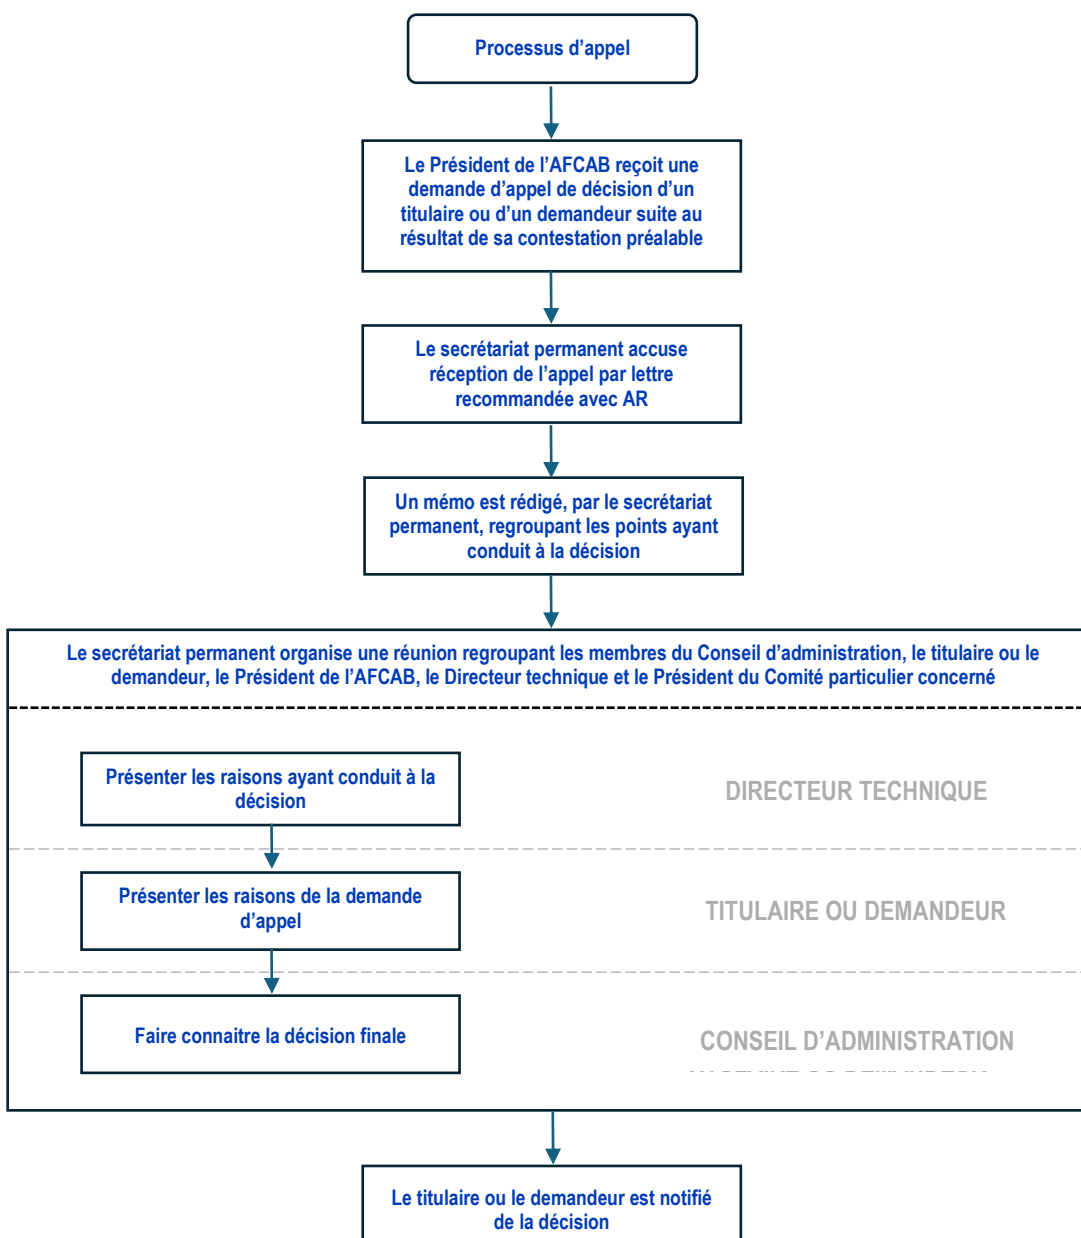 Processus d’appel
Le Président de l’AFCAB reçoit une
demande d’appel de décision d’un
titulaire ou d’un demandeur suite au
résultat de sa contestation préalable
Le secrétariat permanent accuse
réception de l’appel par lettre
recommandée avec AR
Un mémo est rédigé, par le secrétariat
permanent, regroupant les points ayant
conduit à la décision
Le secrétariat permanent organise une réunion regroupant les membres du Conseil d’administration, le titulaire ou le
demandeur, le Président de l’AFCAB, le Directeur technique et le Président du Comité particulier concerné
Présenter les raisons ayant conduit à la
décision
DIRECTEUR TECHNIQUE
Présenter les raisons de la demande
d’appel
TITULAIRE OU DEMANDEUR
Faire connaitre la décision finale
CONSEIL D’ADMINISTRATION
Le titulaire ou le demandeur est notifié
de la décision